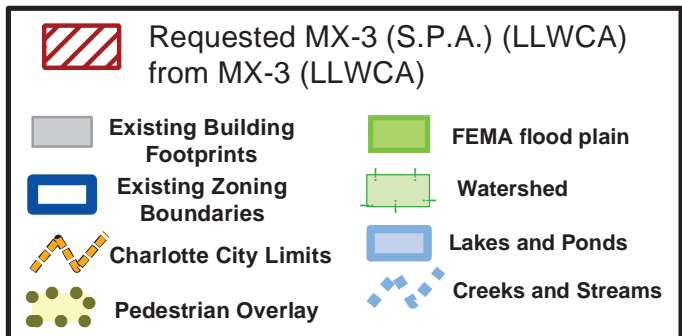 Requested MX-3 (S.P.A.) (LLWCA)
from MX-3 (LLWCA)
Existing Building
Footprints
Existing Zoning
Boundaries
Charlotte City Limits
Pedestrian Overlay
FEMA flood plain
Watershed
Lakes and Ponds
Creeks and Streams